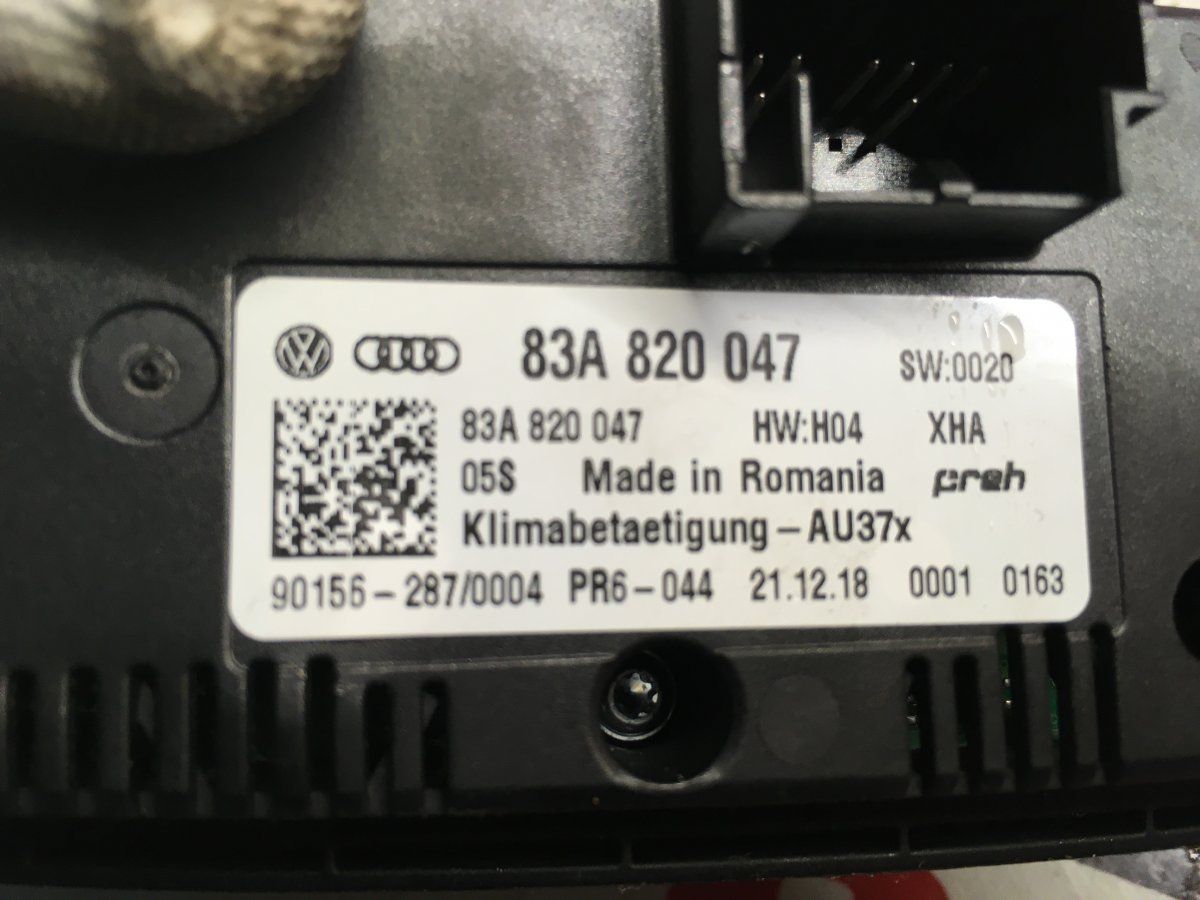 83A 820 047 SW:0020
83A 820 047 HW:H04 XHA
05S Made in Romania preh
Klimabetaetigung-AU37x
90156-287/0004 PR6-044 21.12.18 0001 0163